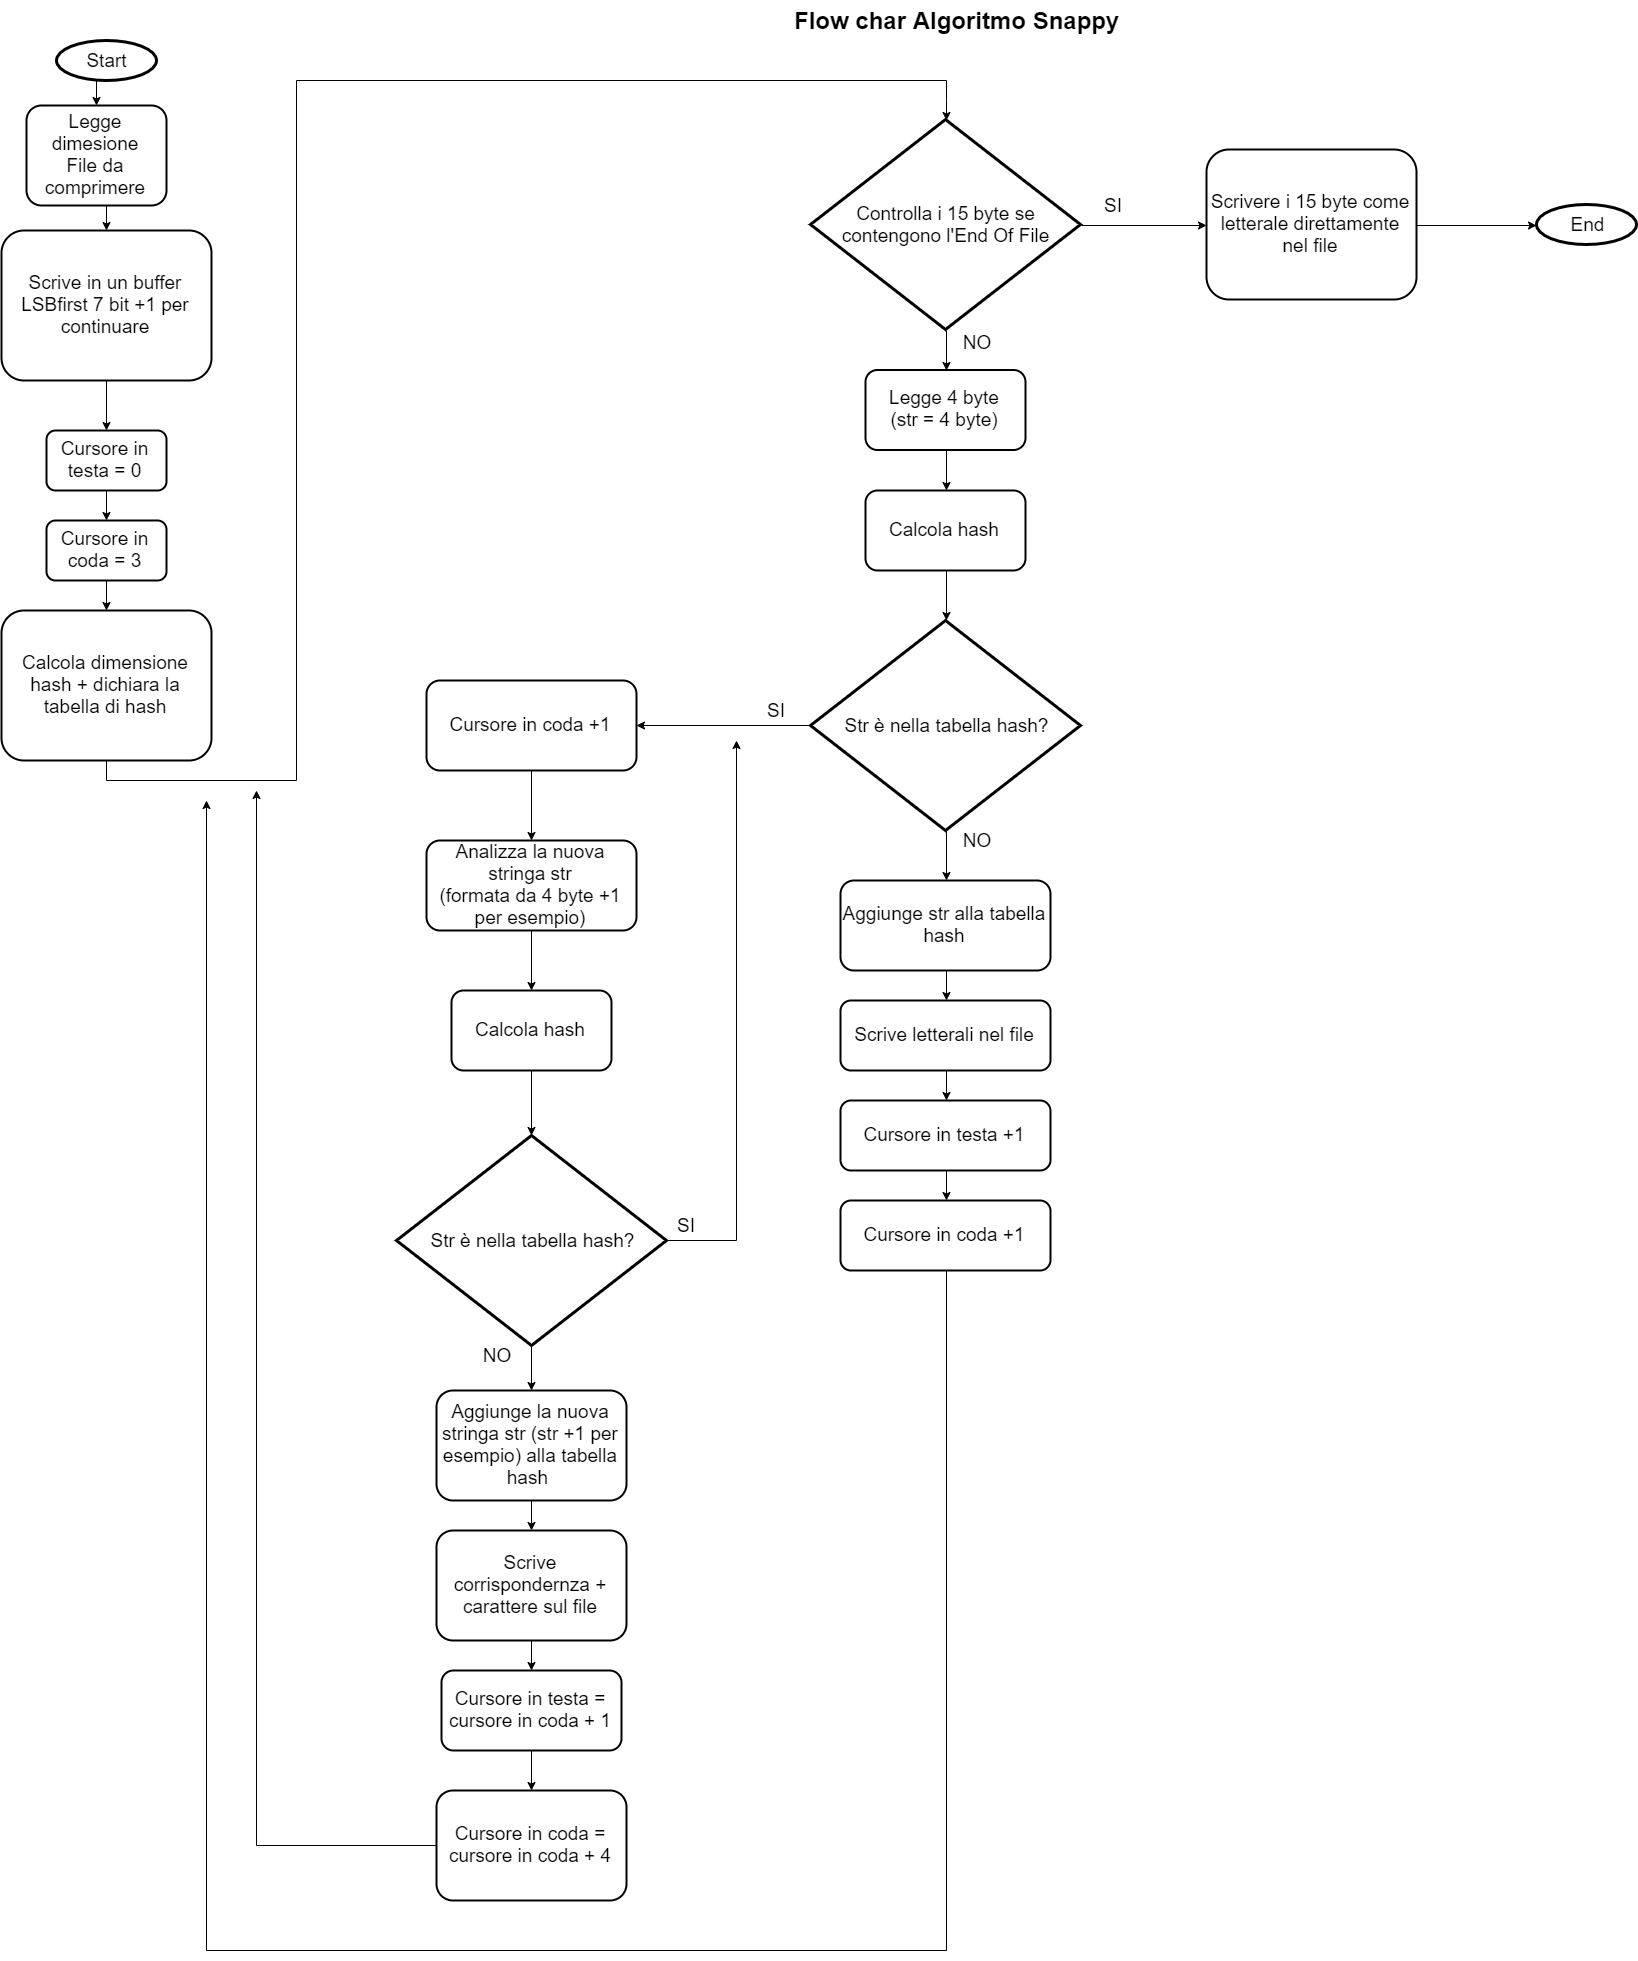 Flow char Algoritmo Snappy
Start
Legge
dimesione
File da
comprimere
Scrive in un buffer
LSBfirst 7 bit +1 per
continuare
Cursore in
testa = 0
Cursore in
coda = 3
Calcola dimensione
hash + dichiara la
tabella di hash
Controlla i 15 byte se
contengono l'End Of File
SI
Scrivere i 15 byte come
letterale direttamente
nel file
End
NO
Legge 4 byte
(str = 4 byte)
Calcola hash
Str è nella tabella hash?
SI
Cursore in coda +1
Analizza la nuova
stringa str
(formata da 4 byte +1
per esempio)
Calcola hash
Str è nella tabella hash?
SI
NO
Aggiunge la nuova
stringa str (str +1 per
esempio) alla tabella
hash
Scrive
corrispondernza +
carattere sul file
Cursore in testa =
cursore in coda + 1
Cursore in coda =
cursore in coda + 4
NO
Aggiunge str alla tabella
hash
Scrive letterali nel file
Cursore in testa +1
Cursore in coda +1